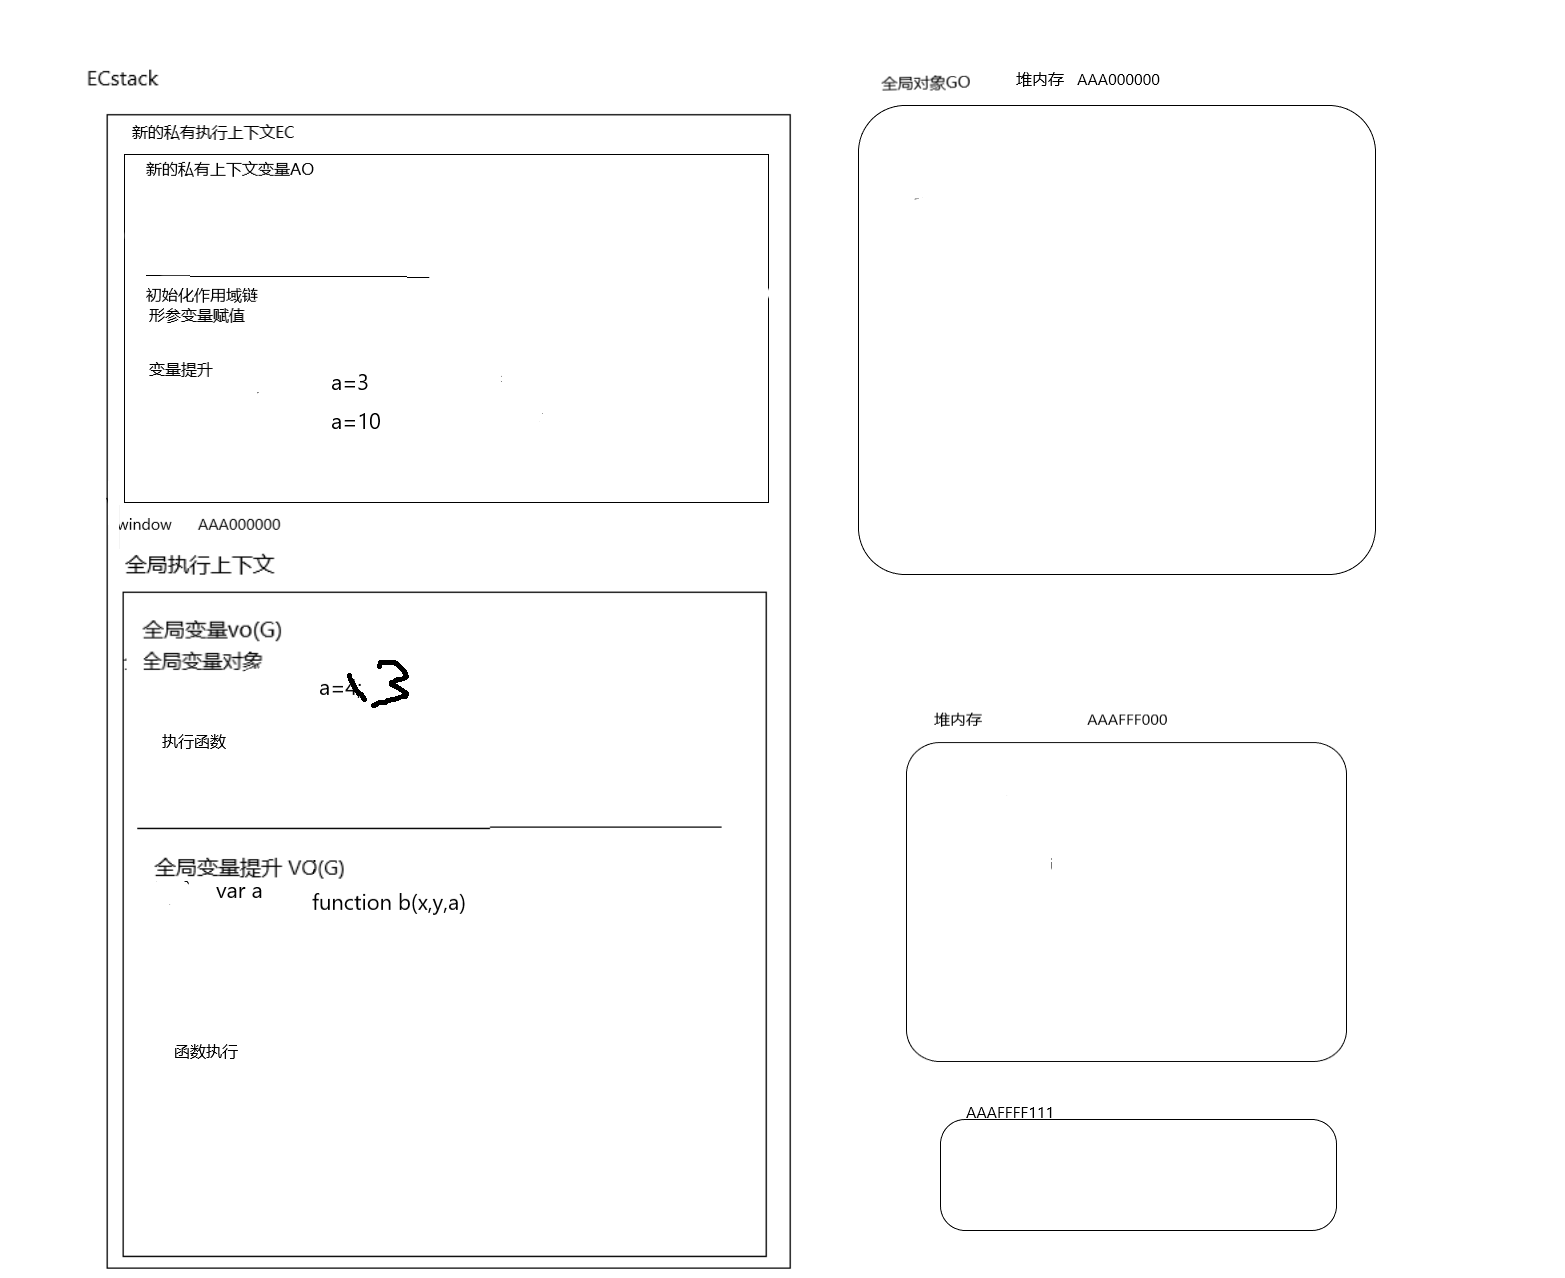 ECstack
新的私有执行上下文EC
新的私有上下文变量AO
初始化作用域链
形参变量赋值
变量提升
a=3
a=10
window AAA000000
全局执行上下文
全局变量vo(G)
全局变量对象
a=4 3
执行函数
全局变量提升 VO(G)
var a
function b(x,y,a)
函数执行
全局对象GO 堆内存 AAA000000
堆内存 AAAFFF000
AAAFFFF111